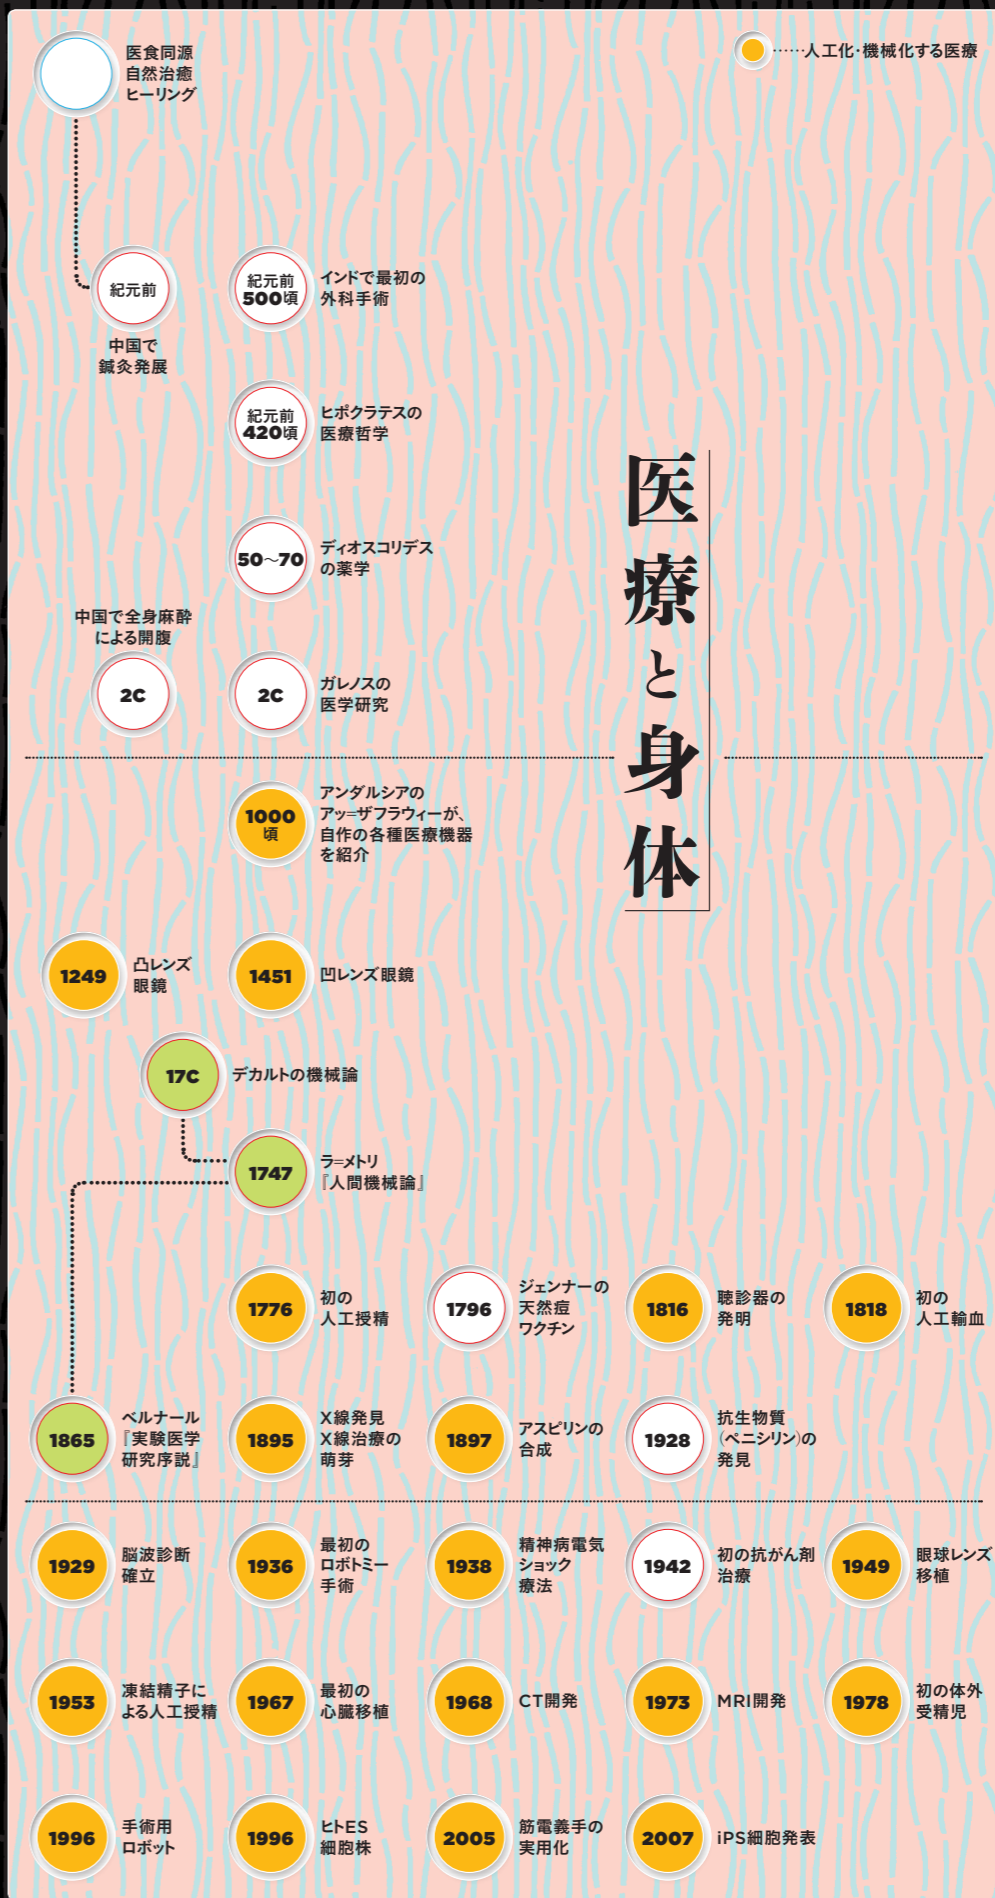 医食同源
自然治癒
ヒーリング
……人工化・機械化する医療
紀元前
中国で
鍼灸発展
紀元前
500頃
インドで最初の
外科手術
紀元前
420頃
ヒポクラテスの
医療哲学
医療と身体
50〜70
ディオスコリデス
の薬学
中国で全身麻酔
による開腹
2C
2C
ガレノスの
医学研究
1000
頃
アンダルシアの
アッ=ザフラウィーが、
自作の各種医療機器
を紹介
1249
凸レンズ
眼鏡
1451
凹レンズ眼鏡
17C
デカルトの機械論
1747
ラ=メトリ
『人間機械論』
1776
初の
人工授精
1796
ジェンナーの
天然痘
ワクチン
1816
聴診器の
発明
1818
初の
人工輸血
1865
ベルナール
『実験医学
研究序説』
1895
X線発見
X線治療の
萌芽
1897
アスピリンの
合成
1928
抗生物質
(ペニシリン)の
発見
1929
脳波診断
確立
1936
最初の
ロボトミー
手術
1938
精神病電気
ショック
療法
1942
初の抗がん剤
治療
1949
眼球レンズ
移植
1953
凍結精子に
よる人工授精
1967
最初の
心臓移植
1968
CT開発
1973
MRI開発
1978
初の体外
受精児
1996
手術用
ロボット
1996
ヒトES
細胞株
2005
筋電義手の
実用化
2007
iPS細胞発表